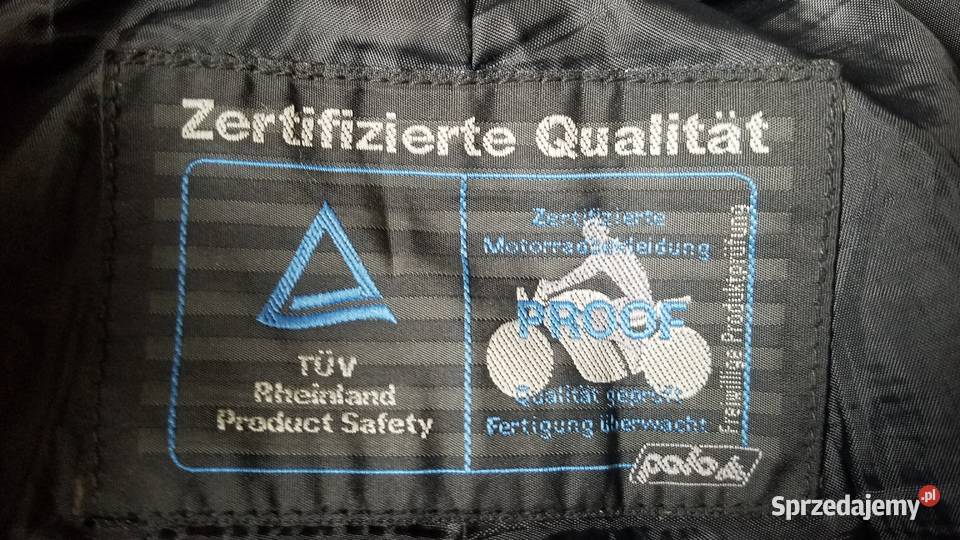 Zertifizierte Qualität
TÜV
Rheinland
Product Safety
Zertifizierte
Motorradbekleidung
PROOF
Qualität geprüft
Fertigung überwacht
Freiwillige Produktprüfung
polo
Sprzedajemy.pl